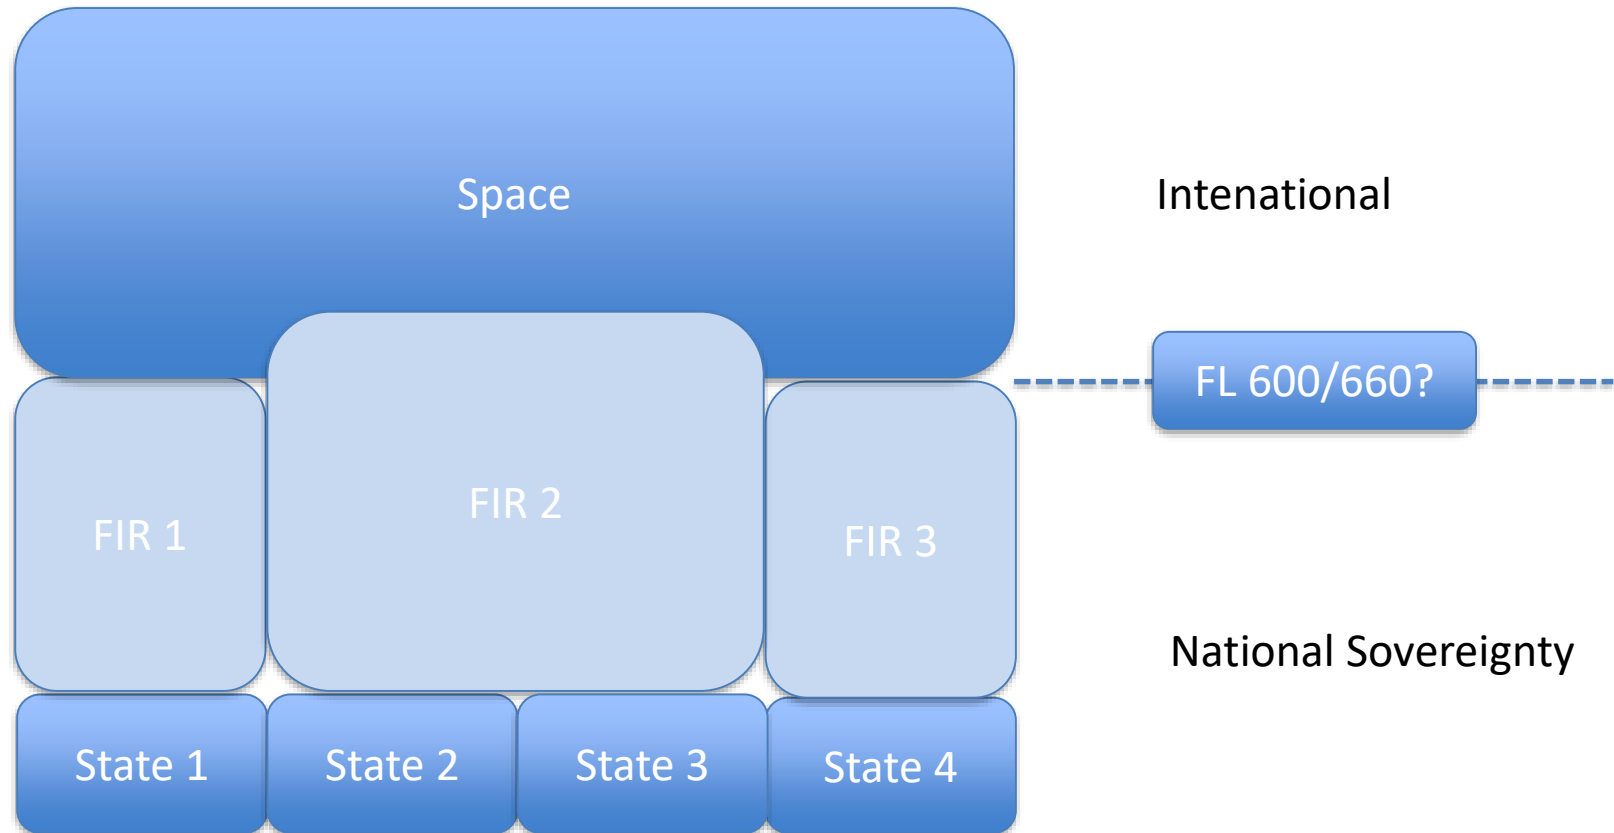 Space
Intenational
FL 600/660?
FIR 1
FIR 2
FIR 3
National Sovereignty
State 1
State 2
State 3
State 4